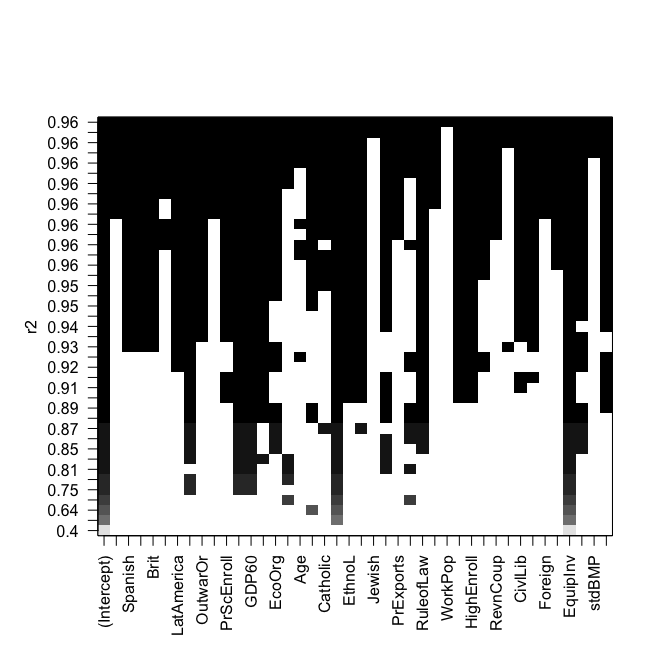 0.96
0.96
0.96
0.96
0.96
0.96
0.96
0.96
0.95
0.95
0.94
0.93
0.92
0.91
0.89
0.87
0.85
0.81
0.75
0.64
0.4
r2
(Intercept)
Spanish
Brit
LatAmerica
OutwarOr
PrScEnroll
GDP60
EcoOrg
Age
Catholic
EthnoL
Jewish
PrExports
RuleofLaw
WorkPop
HighEnroll
RevnCoup
CivlLib
Foreign
EquipInv
stdBMP